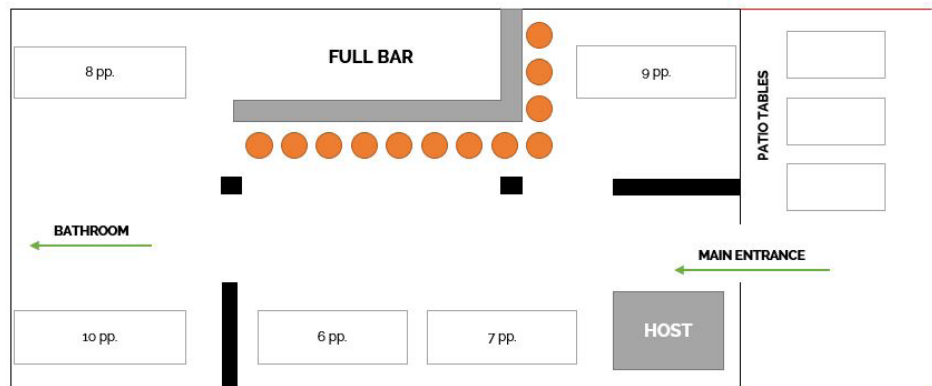 FULL BAR
8 pp.
9 pp.
PATIO TABLES
BATHROOM
MAIN ENTRANCE
10 pp.
6 pp.
7 pp.
HOST